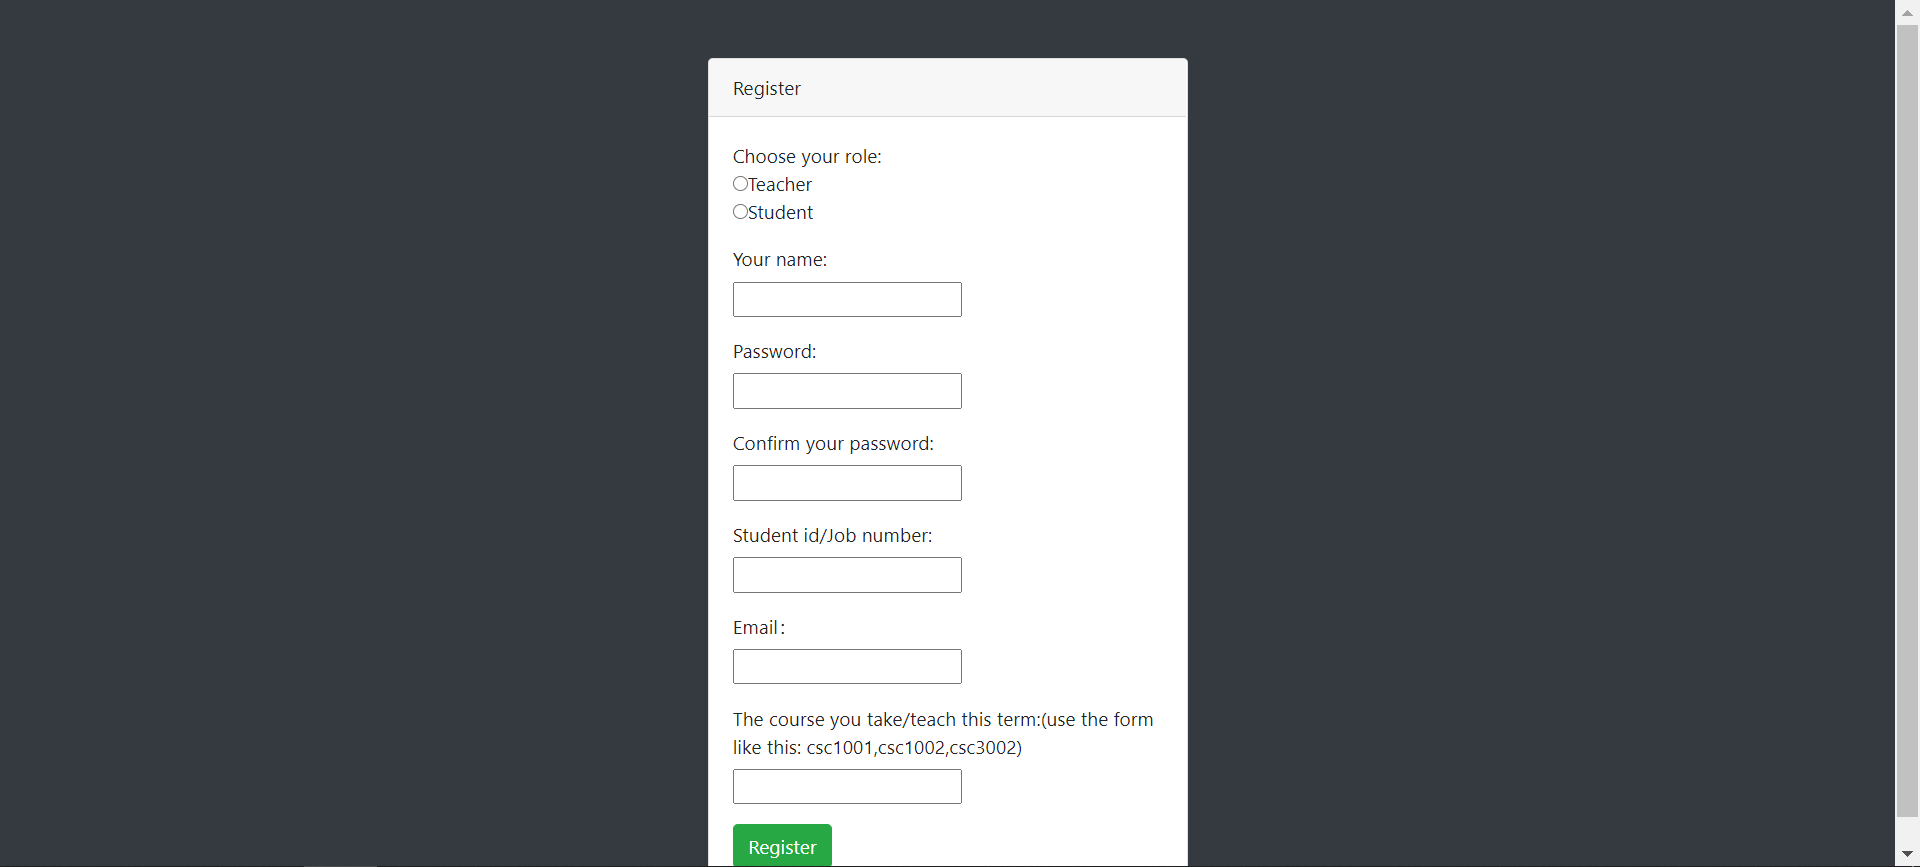 Register
Choose your role:
Teacher
Student
Your name:
Password:
Confirm your password:
Student id/Job number:
Email:
The course you take/teach this term:(use the form
like this: csc1001,csc1002,csc3002)
Register